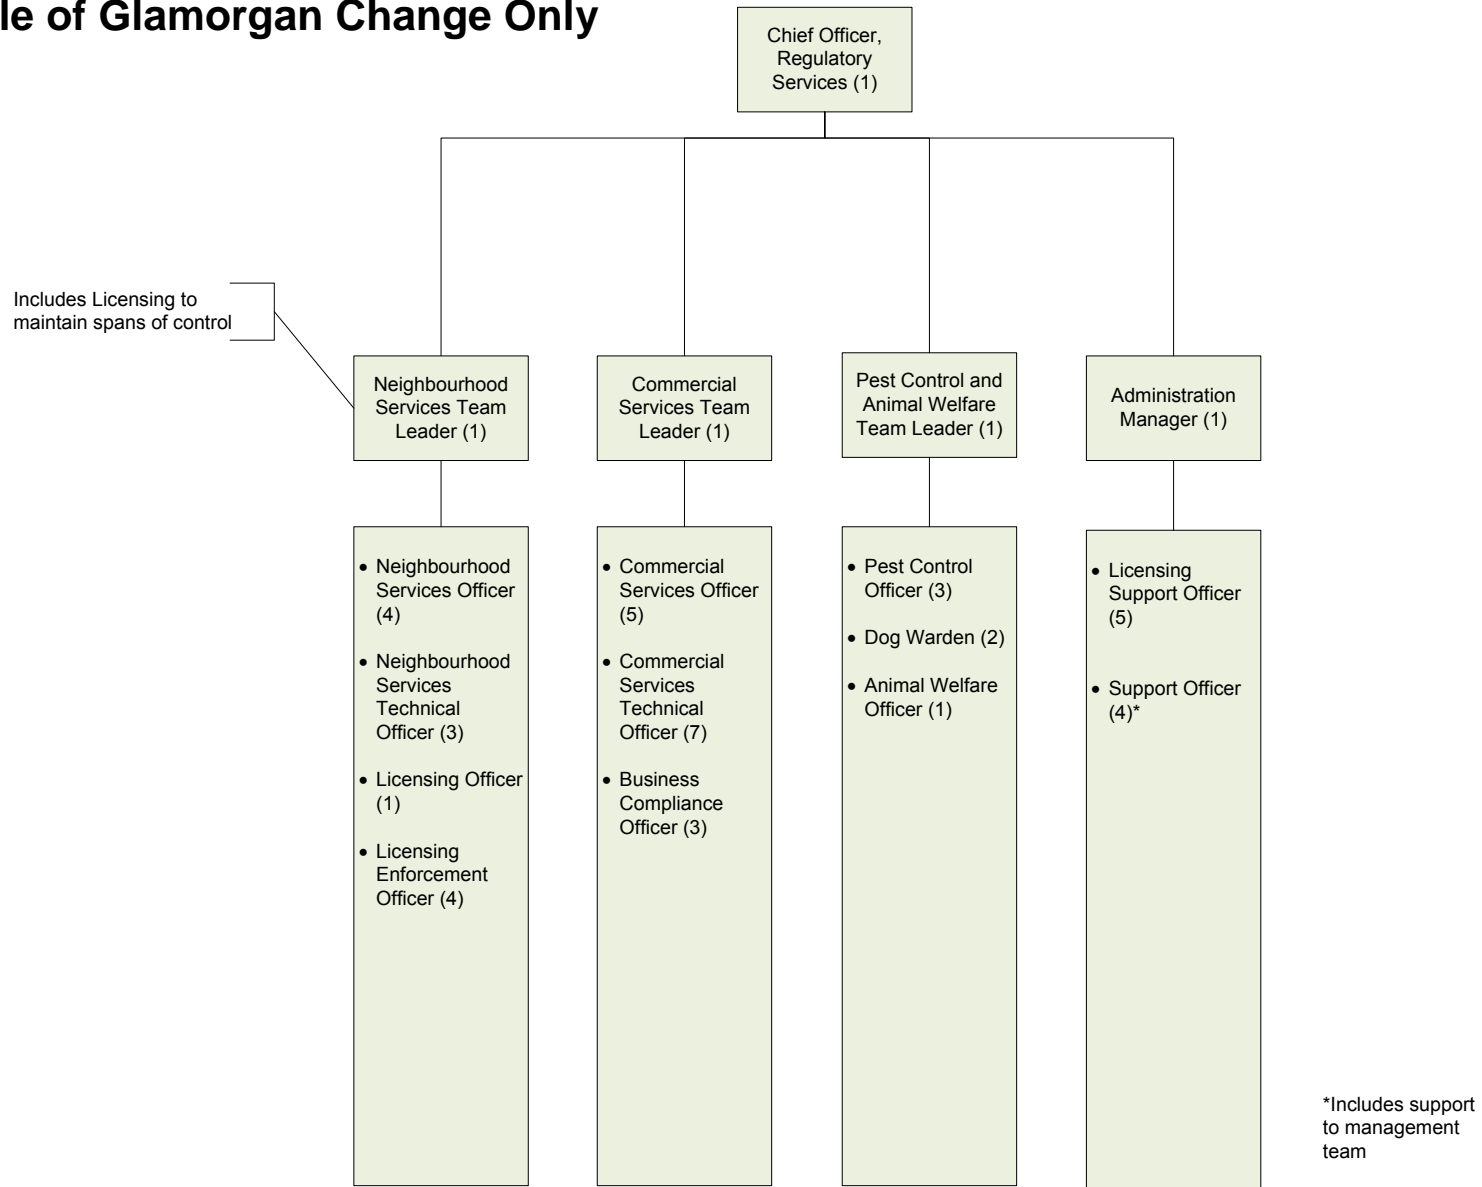 le of Glamorgan Change Only
Chief Officer,
Regulatory
Services (1)
Includes Licensing to
maintain spans of control
Neighbourhood
Services Team
Leader (1)
Commercial
Services Team
Leader (1)
Pest Control and
Animal Welfare
Team Leader (1)
Administration
Manager (1)
• Neighbourhood
Services Officer
(4)
• Neighbourhood
Services
Technical
Officer (3)
• Licensing Officer
(1)
• Licensing
Enforcement
Officer (4)
• Commercial
Services Officer
(5)
• Commercial
Services
Technical
Officer (7)
• Business
Compliance
Officer (3)
• Pest Control
Officer (3)
• Dog Warden (2)
• Animal Welfare
Officer (1)
• Licensing
Support Officer
(5)
• Support Officer
(4)*
*Includes support
to management
team